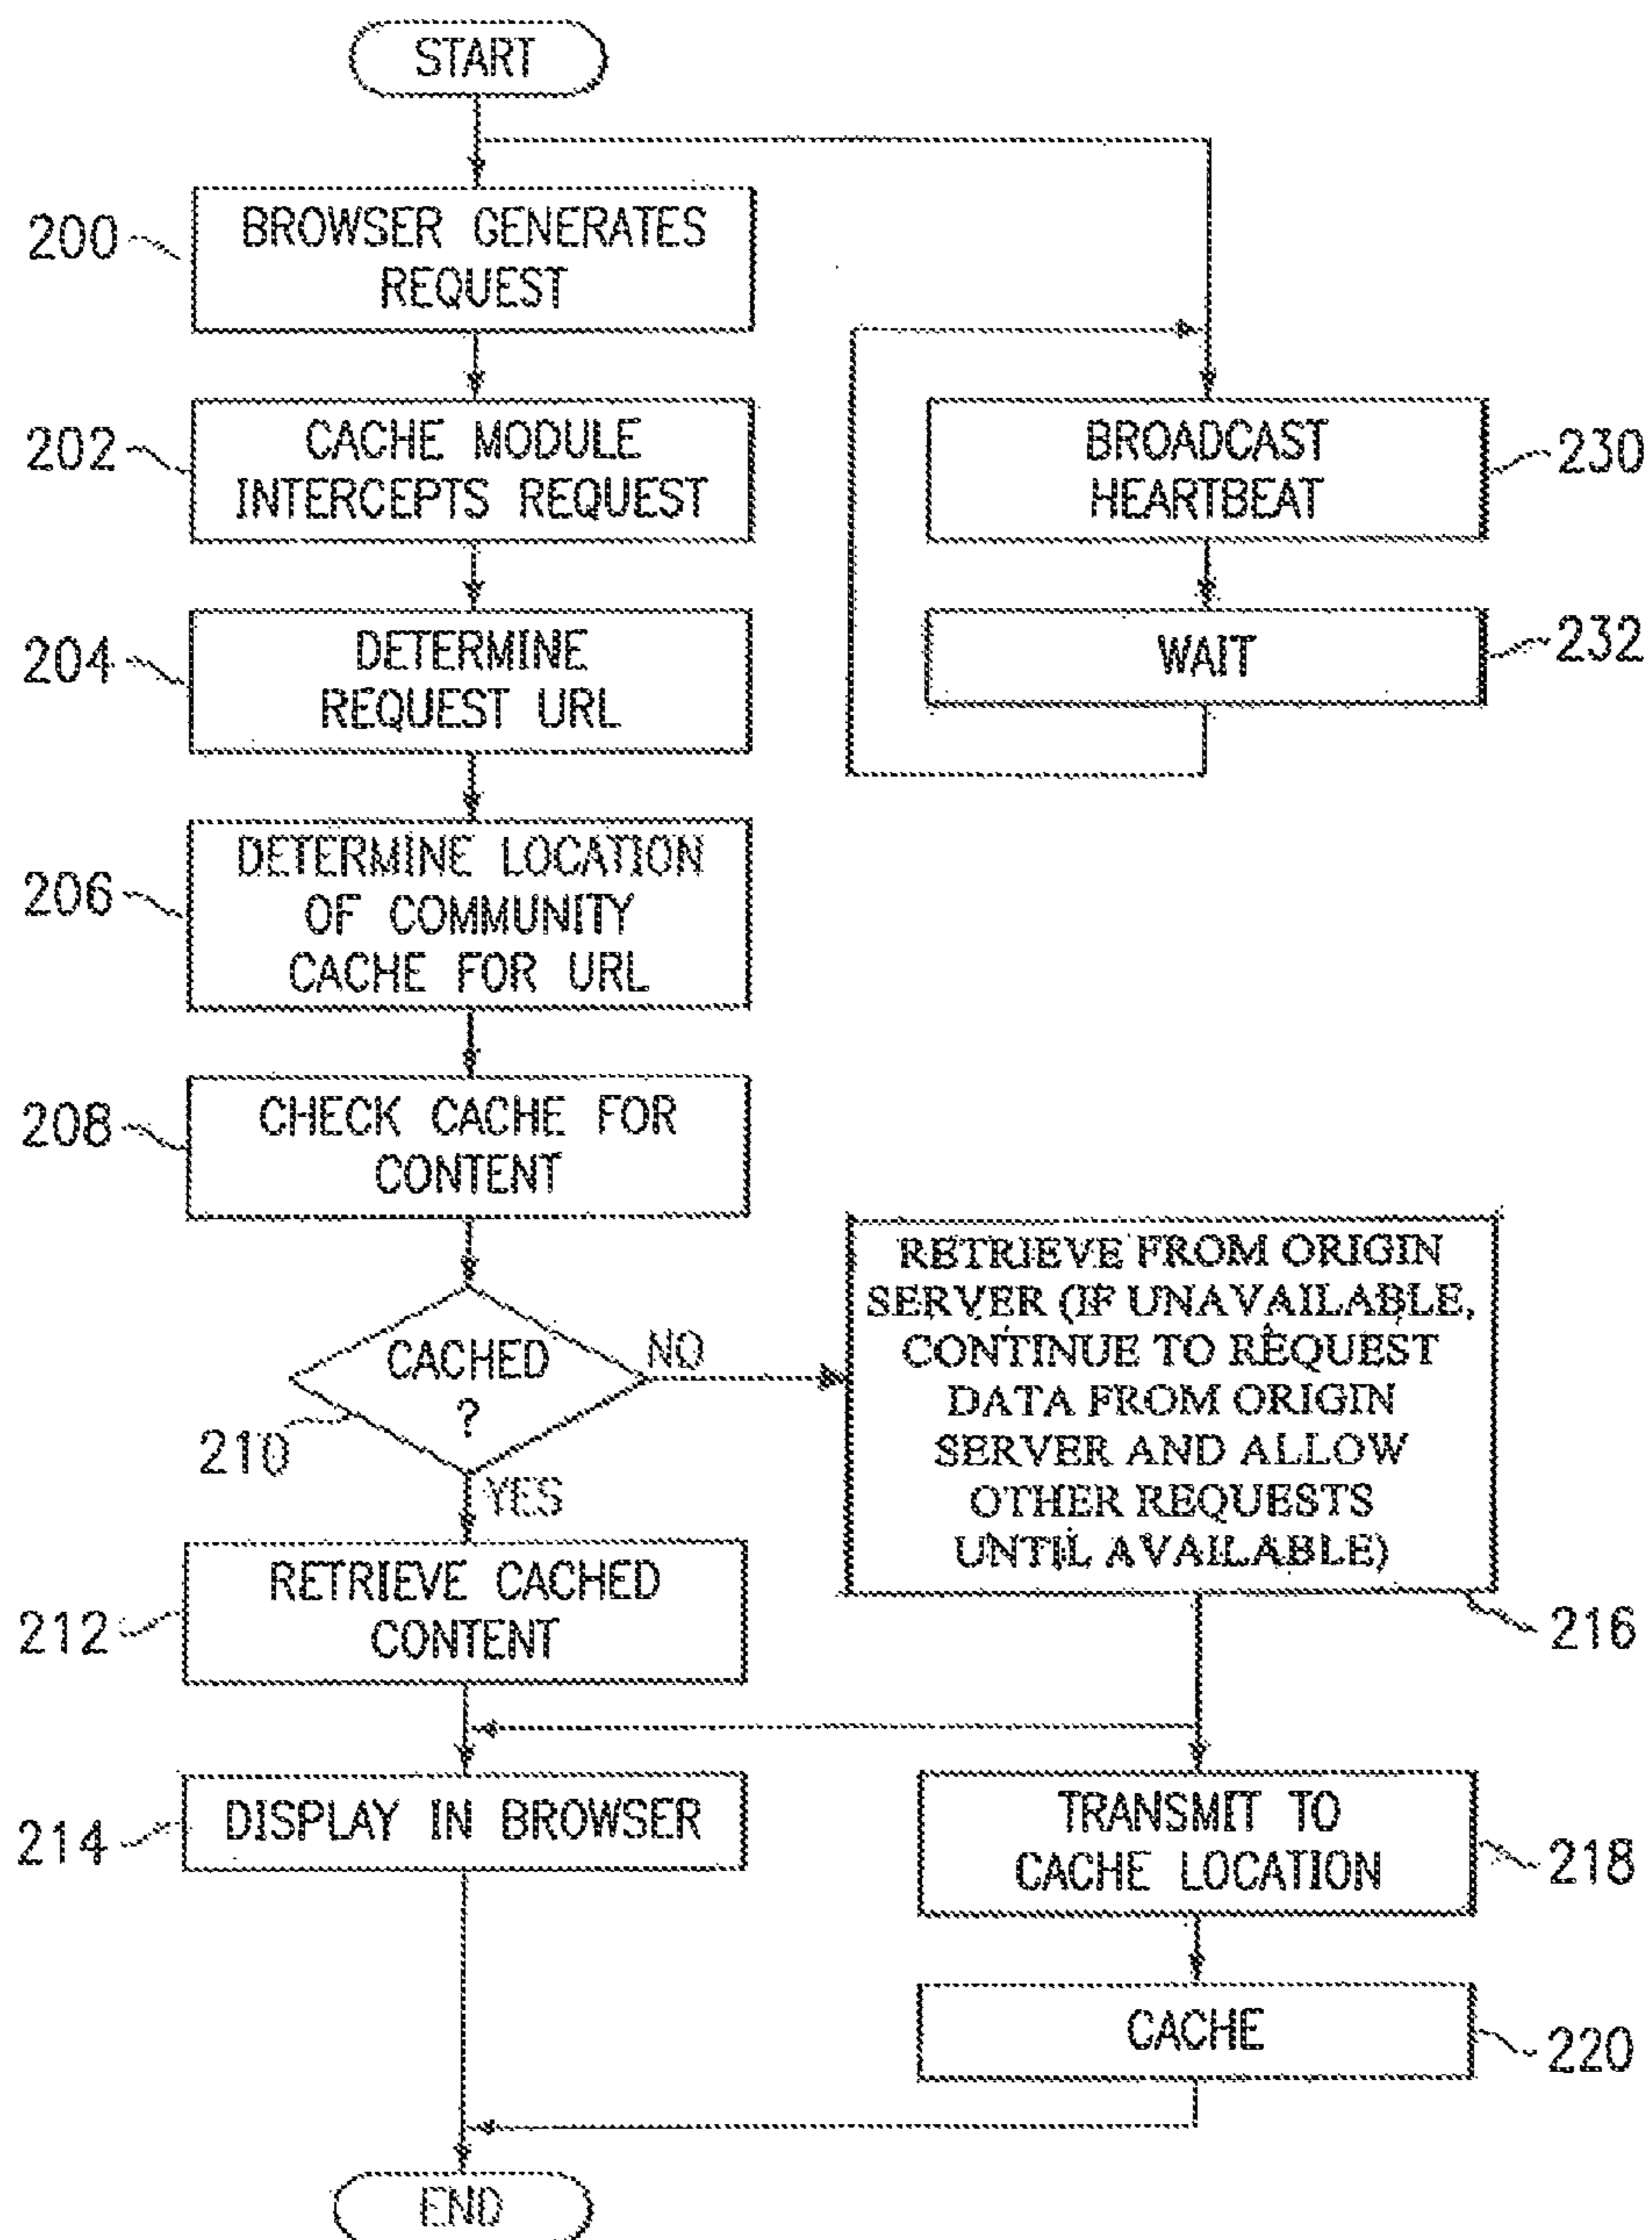 START
200
BROWSER GENERATES
REQUEST
202
CACHE MODULE
INTERCEPTS REQUEST
BROADCAST
HEARTBEAT
230
204
DETERMINE
REQUEST URL
WAIT
232
206
DETERMINE LOCATION
OF COMMUNITY
CACHE FOR URL
208
CHECK CACHE FOR
CONTENT
CACHED
?
210
NO
YES
RETRIEVE FROM ORIGIN
SERVER (IF UNAVAILABLE,
CONTINUE TO REQUEST
DATA FROM ORIGIN
SERVER AND ALLOW
OTHER REQUESTS
UNTIL AVAILABLE)
216
212
RETRIEVE CACHED
CONTENT
214
DISPLAY IN BROWSER
TRANSMIT TO
CACHE LOCATION
218
CACHE
220
END